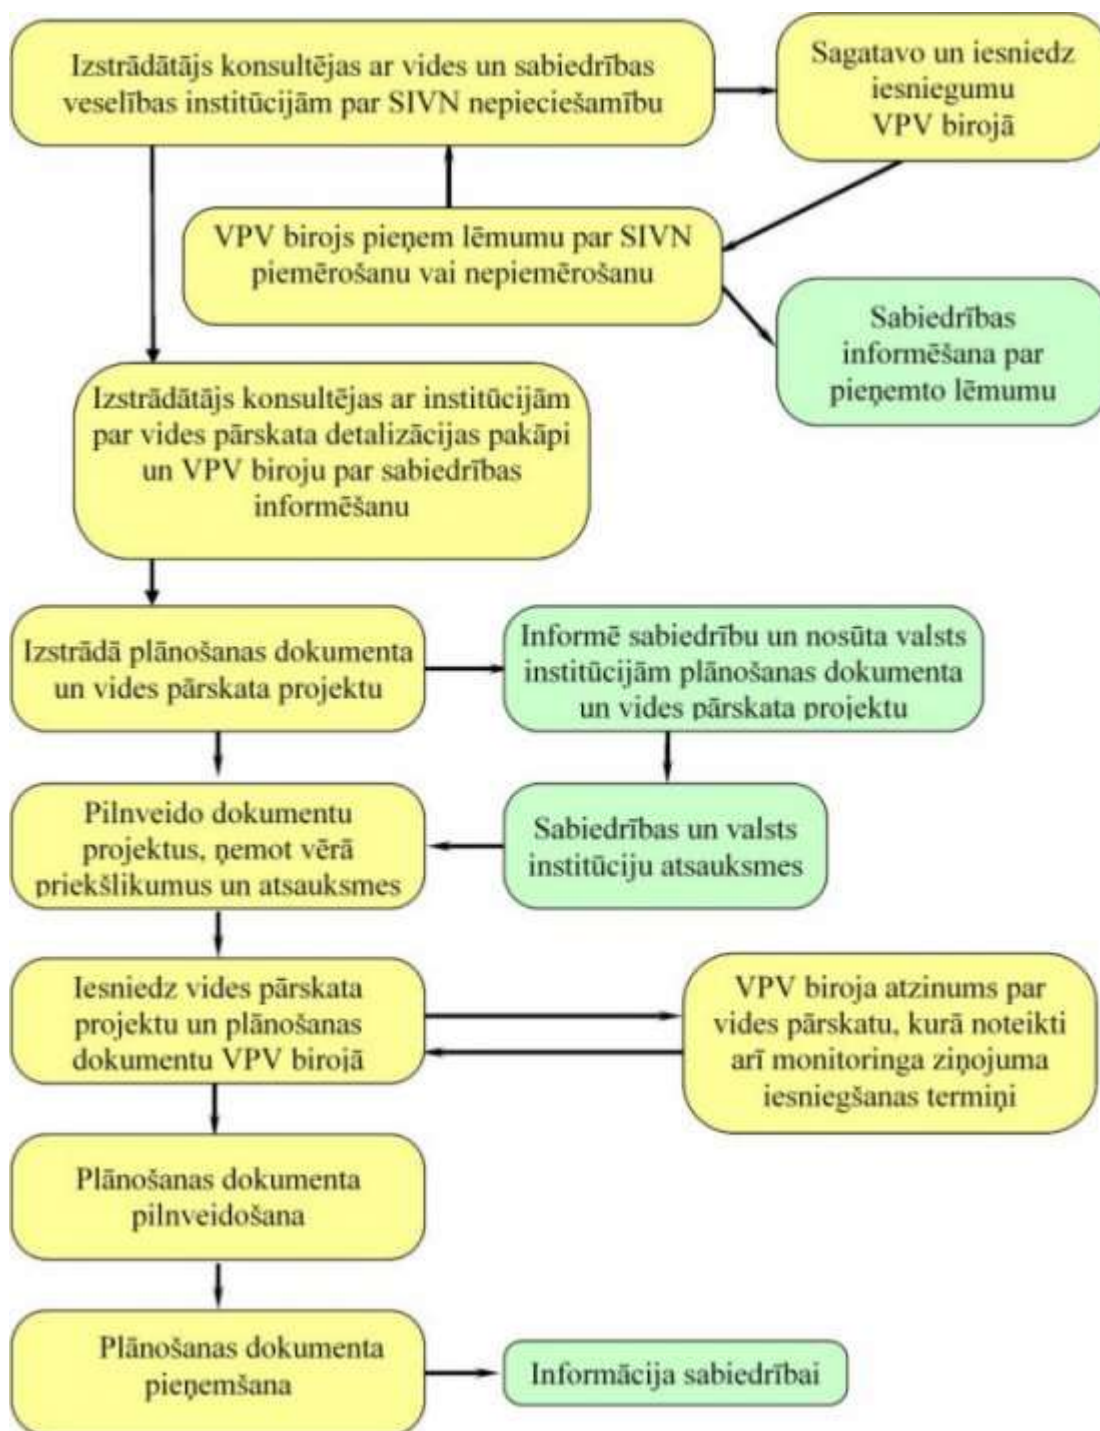 Izstrādātājs konsultējas ar vides un sabiedrības
veselības institūcijām par SIVN nepieciešamību
Sagatavo un iesniedz
iesniegumu
VPV birojā
VPV birojs pieņem lēmumu par SIVN
piemērošanu vai nepiemērošanu
Sabiedrības
informēšana par
pieņemto lēmumu
Izstrādātājs konsultējas ar institūcijām
par vides pārskata detalizācijas pakāpi
un VPV biroju par sabiedrības
informēšanu
Izstrādā plānošanas dokumenta
un vides pārskata projektu
Informē sabiedrību un nosūta valsts
institūcijām plānošanas dokumenta
un vides pārskata projektu
Pilnveido dokumentu
projektus, ņemot vērā
priekšlikumus un atsauksmes
Sabiedrības un valsts
institūciju atsauksmes
Iesniedz vides pārskata
projektu un plānošanas
dokumentu VPV birojā
VPV biroja atzinums par
vides pārskatu, kurā noteikti
arī monitoringa ziņojuma
iesniegšanas termiņi
Plānošanas dokumenta
pilnveidošana
Plānošanas dokumenta
pieņemšana
Informācija sabiedrībai